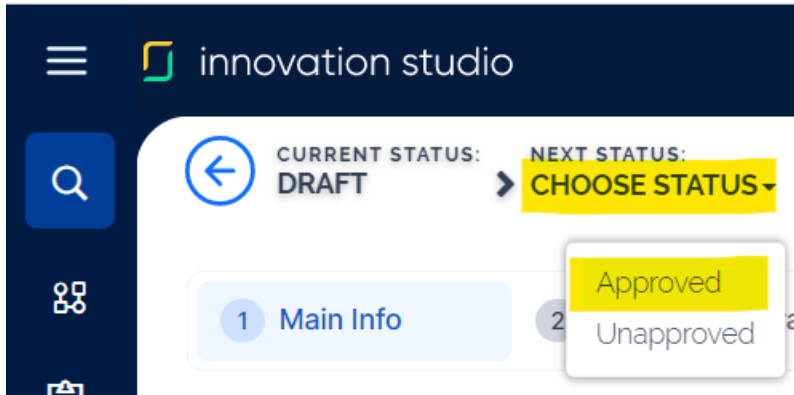 innovation studio
CURRENT STATUS:
DRAFT
NEXT STATUS:
CHOOSE STATUS
1 Main Info
2
Approved
Unapproved